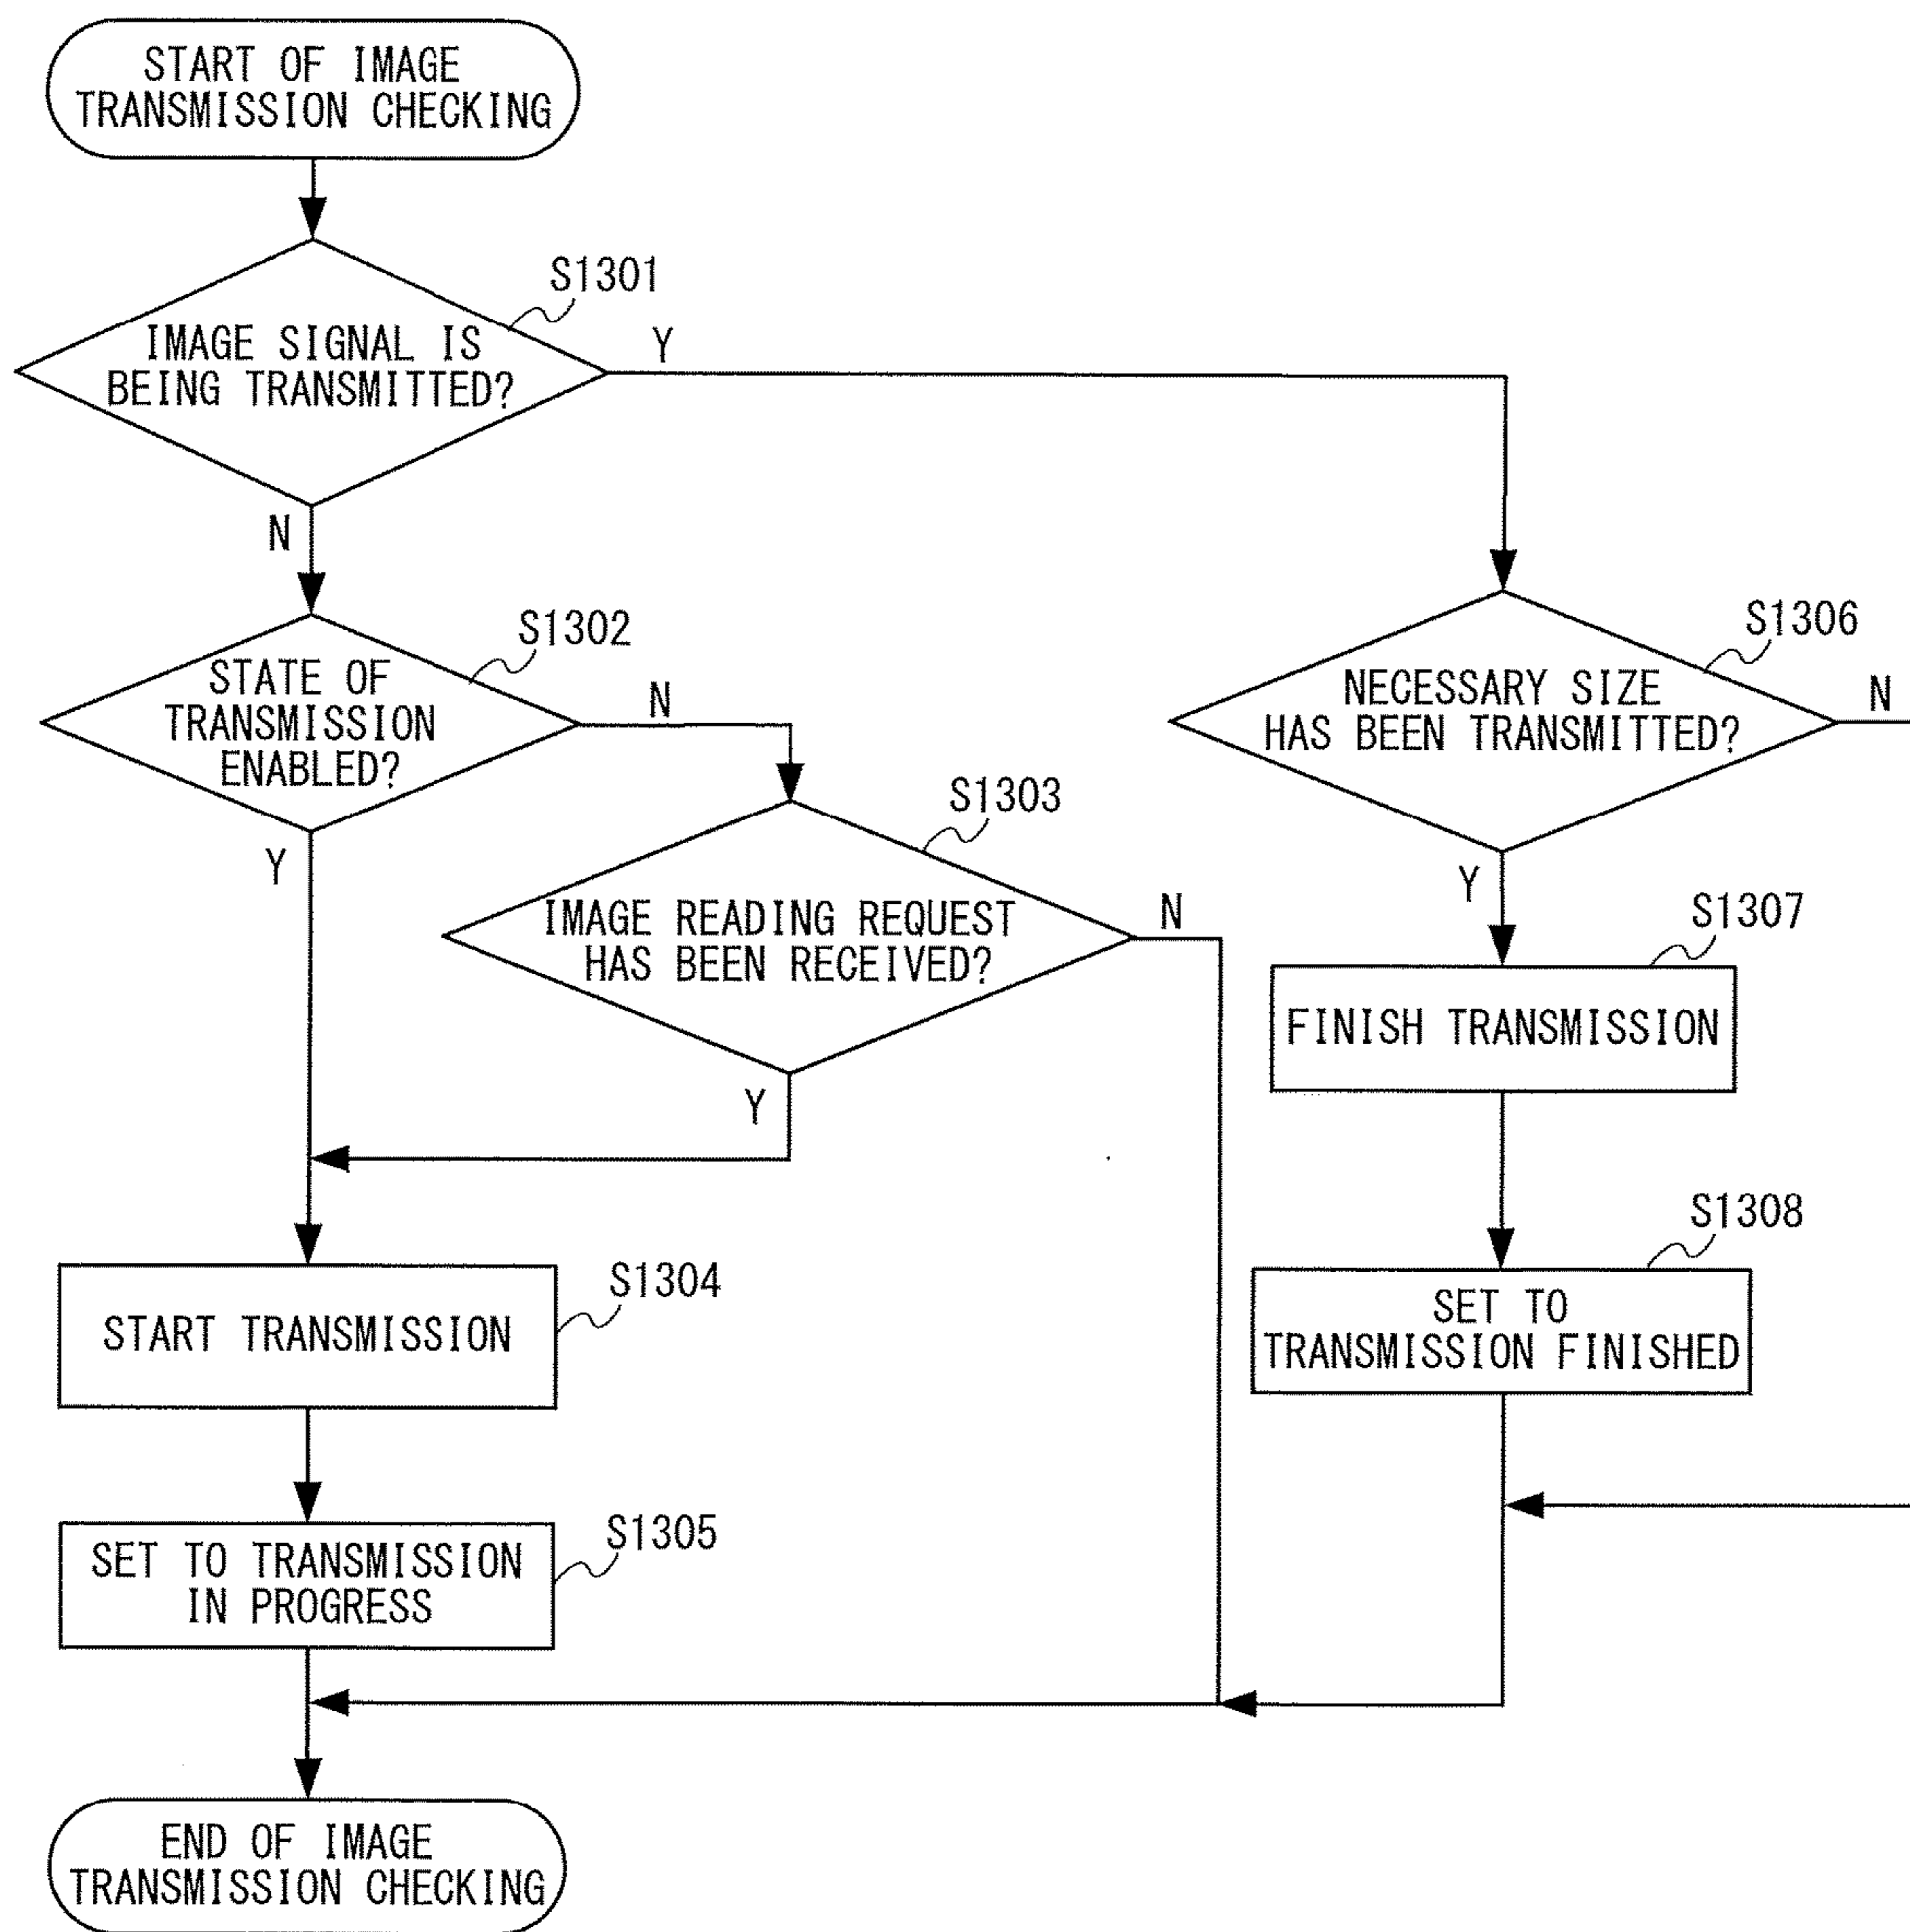 START OF IMAGE
TRANSMISSION CHECKING
S1301
IMAGE SIGNAL IS
BEING TRANSMITTED?
Y
N
S1302
STATE OF
TRANSMISSION
ENABLED?
N
Y
S1303
IMAGE READING REQUEST
HAS BEEN RECEIVED?
N
Y
S1304
START TRANSMISSION
S1305
SET TO TRANSMISSION
IN PROGRESS
S1306
NECESSARY SIZE
HAS BEEN TRANSMITTED?
N
Y
S1307
FINISH TRANSMISSION
S1308
SET TO
TRANSMISSION FINISHED
END OF IMAGE
TRANSMISSION CHECKING